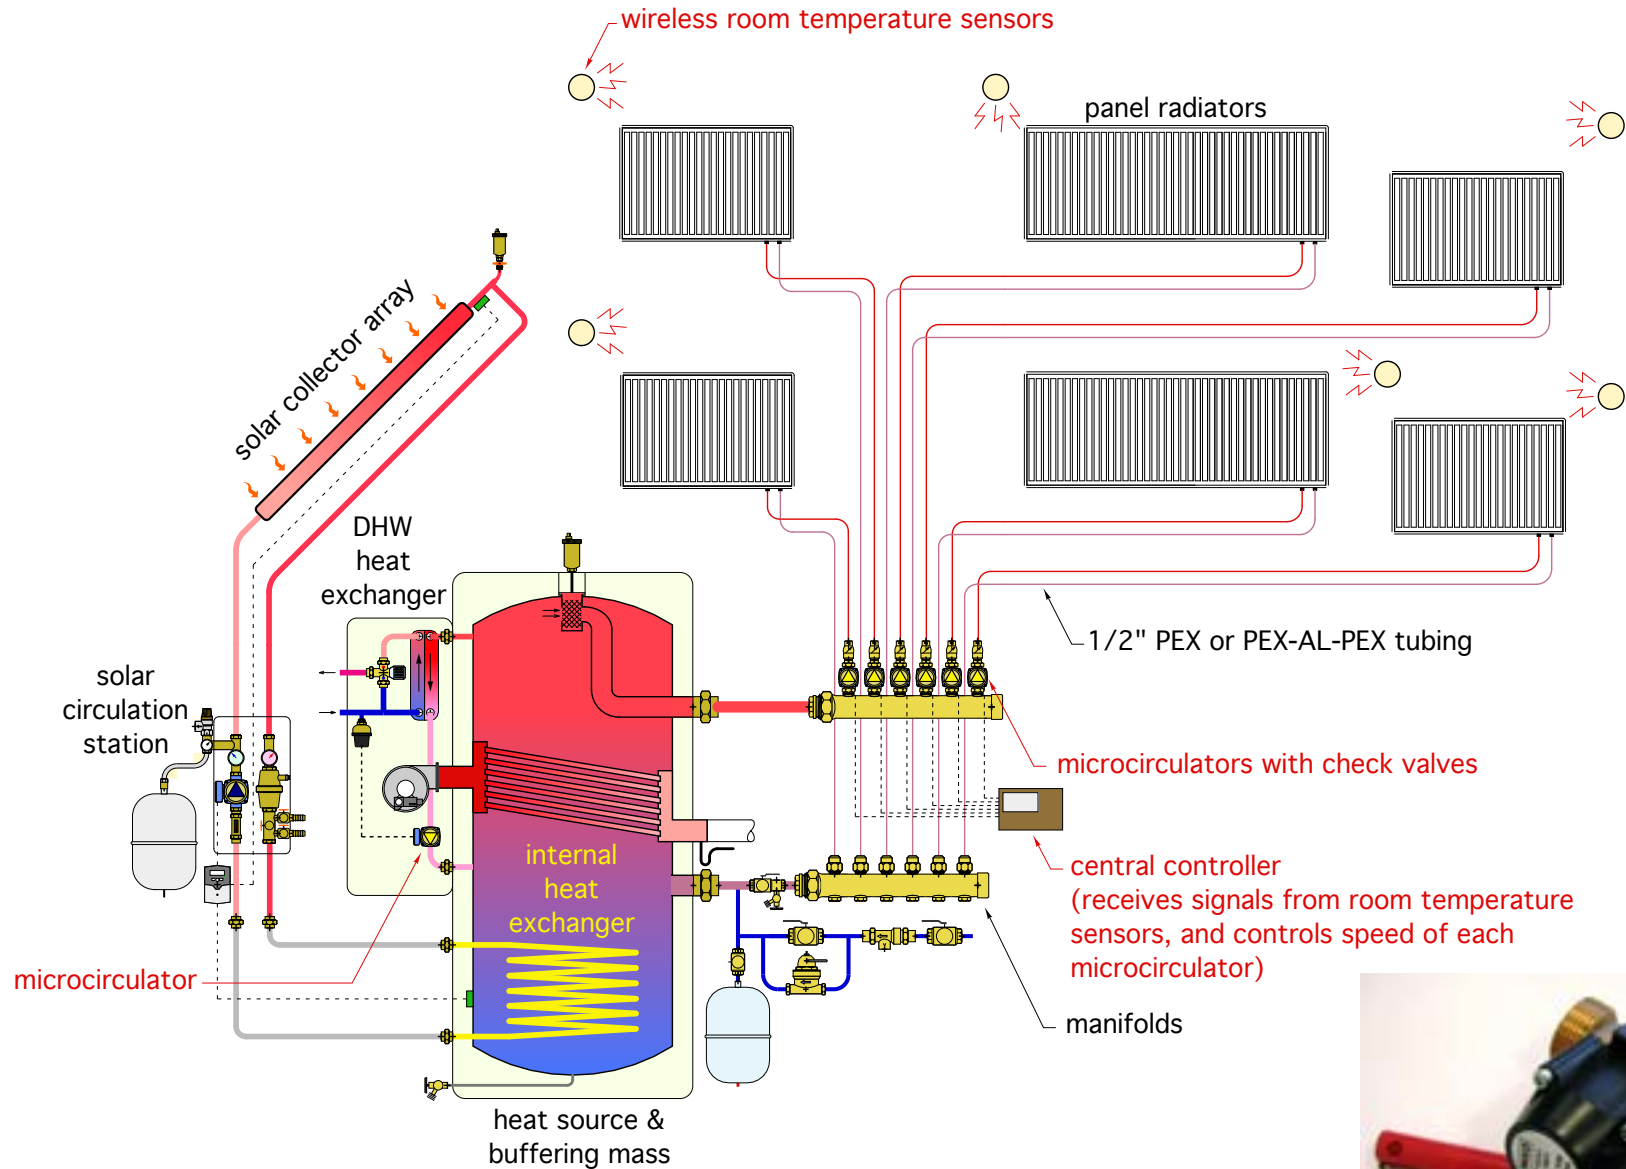 wireless room temperature sensors
panel radiators
solar collector array
DHW
heat
exchanger
1/2" PEX or PEX-AL-PEX tubing
solar
circulation
station
microcirculators with check valves
internal
heat
exchanger
central controller
(receives signals from room temperature
sensors, and controls speed of each
microcirculator)
microcirculator
manifolds
heat source &
buffering mass